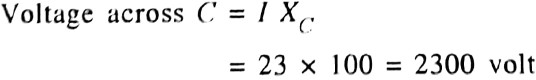 Voltage across C = I X_C
= 23 × 100 = 2300 volt